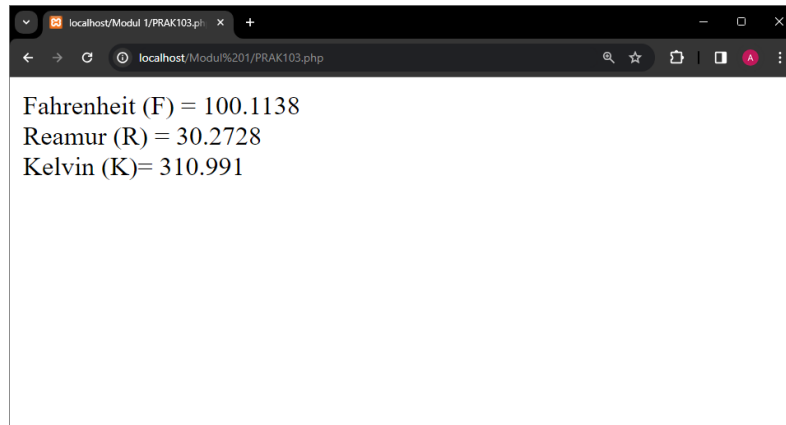 localhost/Modul 1/PRAK103.ph
localhost/Modul%201/PRAK103.php
A
Fahrenheit (F) = 100.1138
Reamur (R) = 30.2728
Kelvin (K)= 310.991